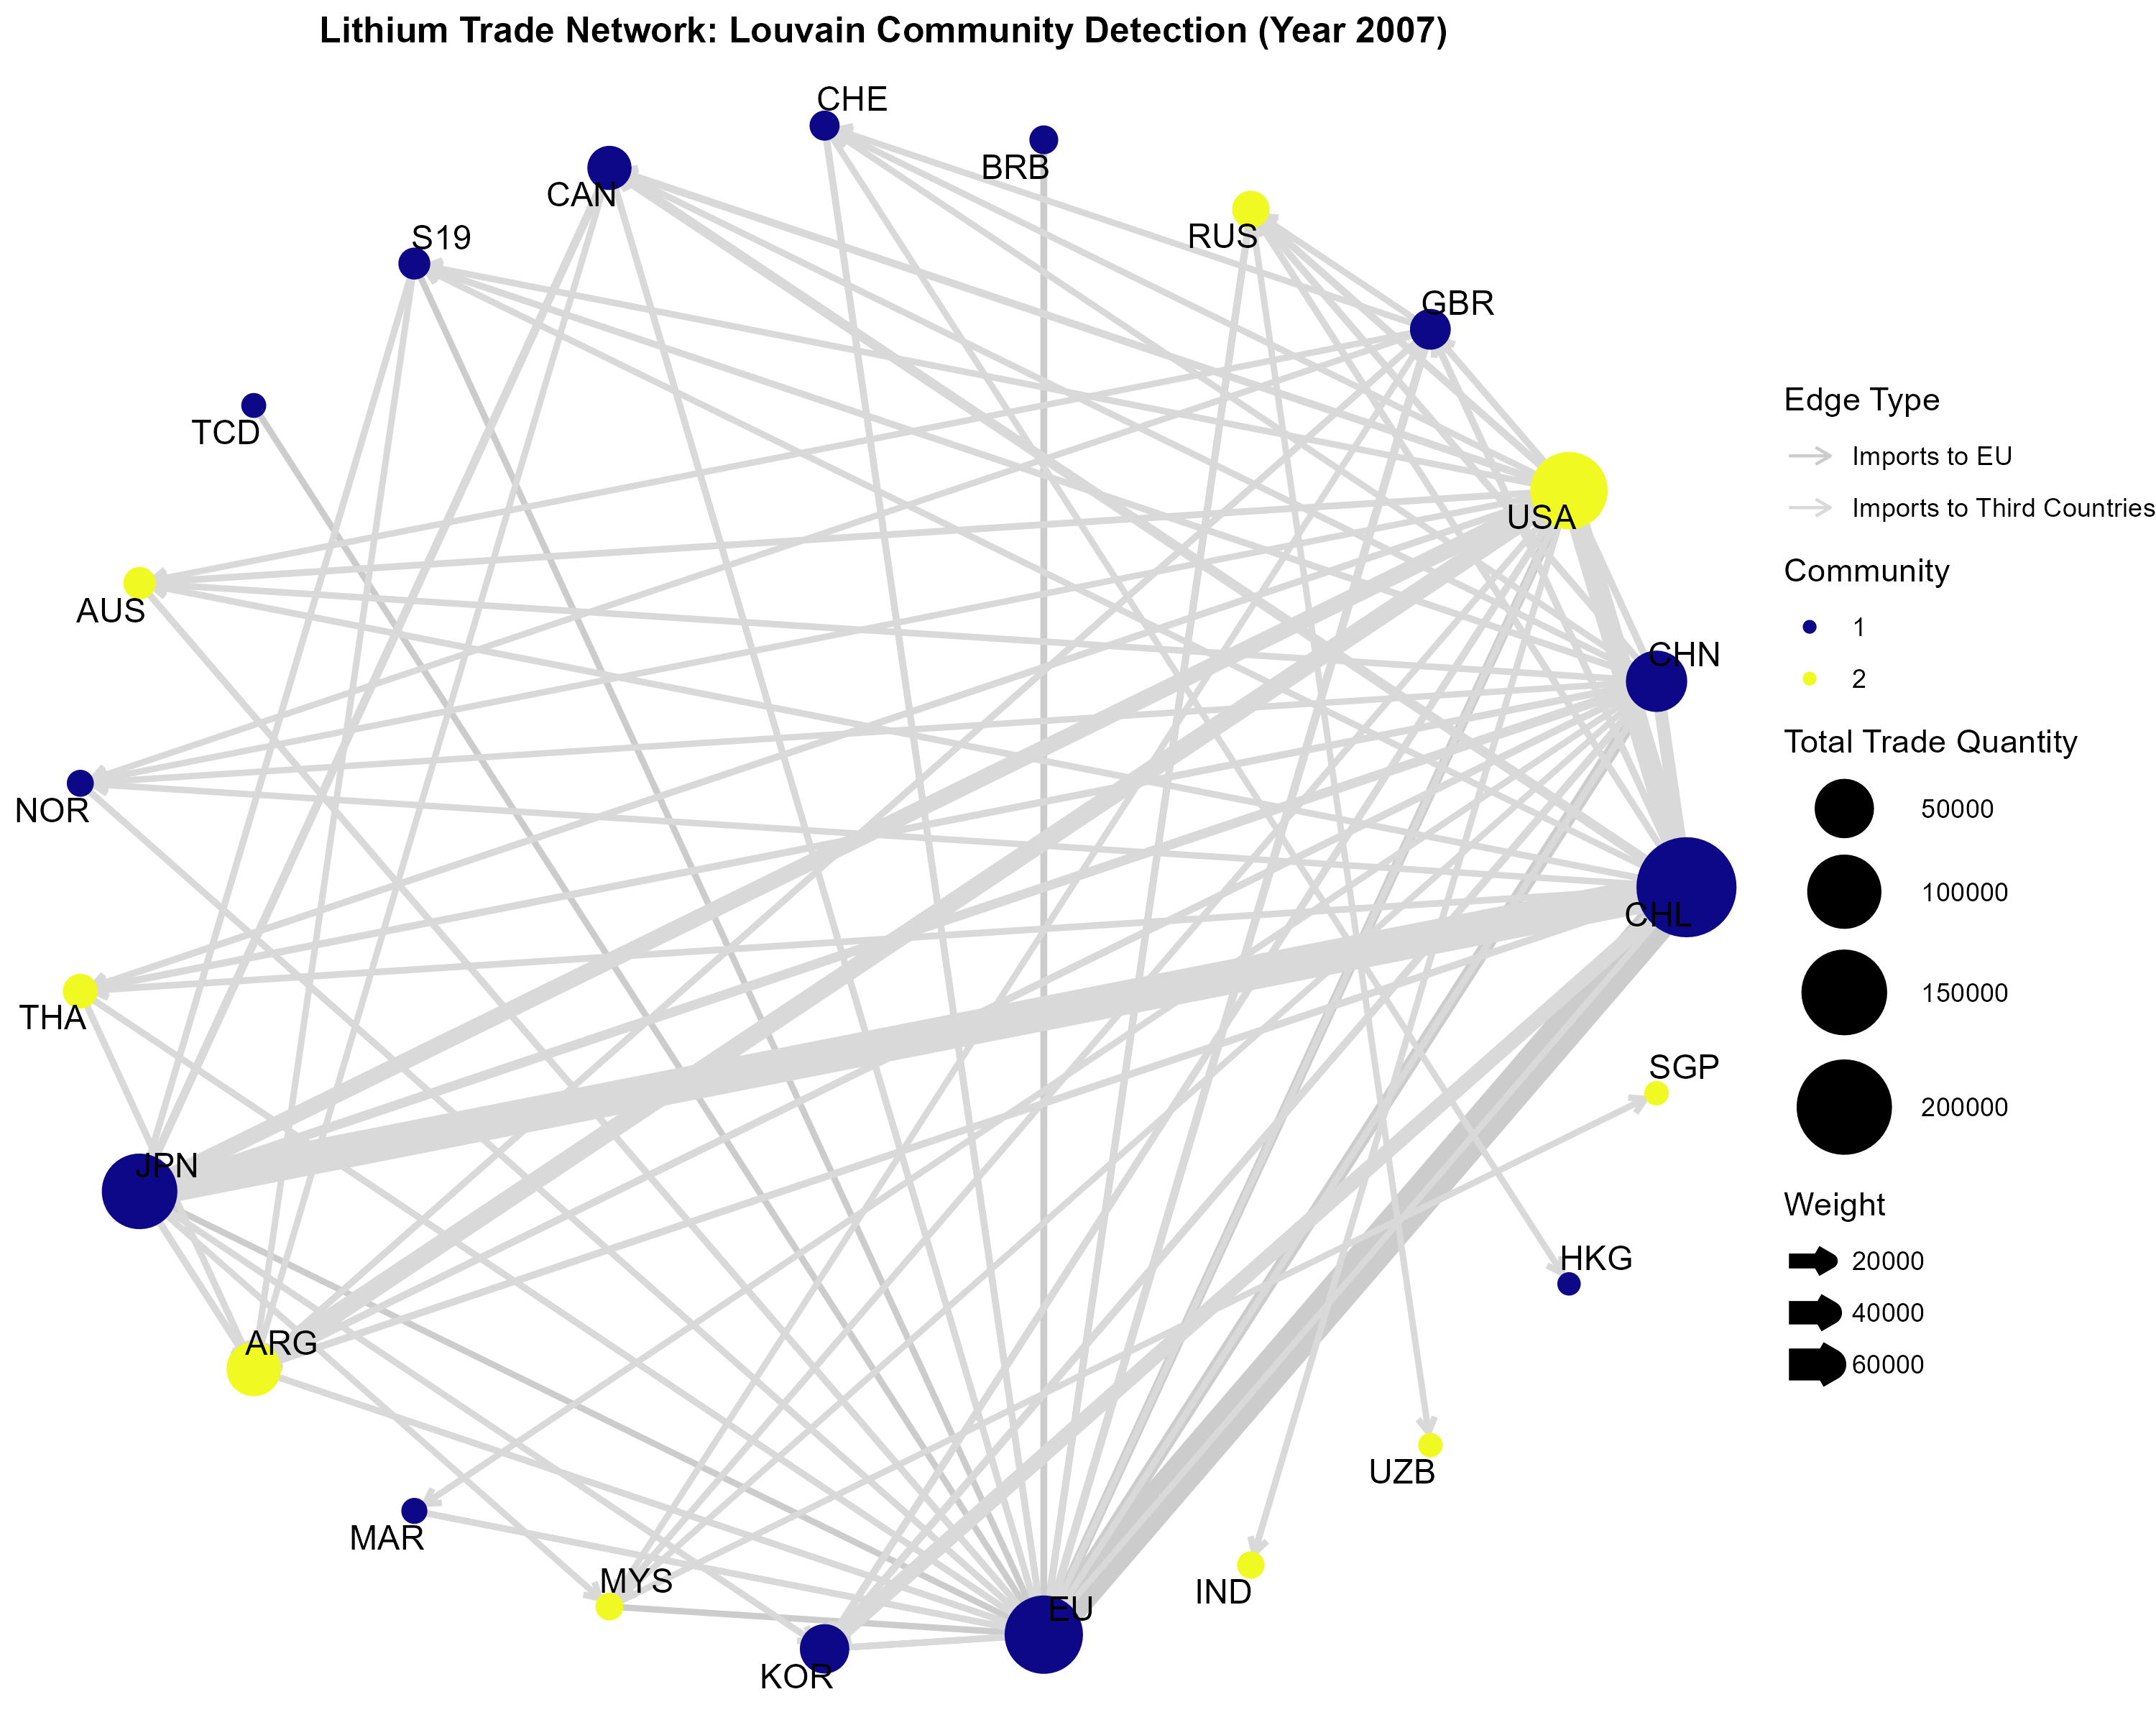 Lithium Trade Network: Louvain Community Detection (Year 2007)
CHE
BRB
CAN
RUS
S19
GBR
TCD
USA
AUS
CHN
NOR
CHL
THA
SGP
JPN
HKG
ARG
UZB
MAR
MYS
IND
EU
KOR
Edge Type
Imports to EU
Imports to Third Countries
Community
1
2
Total Trade Quantity
50000
100000
150000
200000
Weight
20000
40000
60000